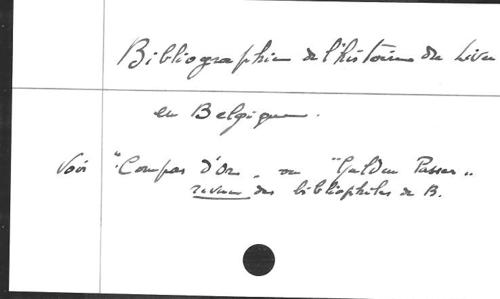 Bibliographie de l'histoire du Livre
en Belgique.
Voir "Compas d'Or" ou "Gulden Passer"
revue des bibliophiles de B.